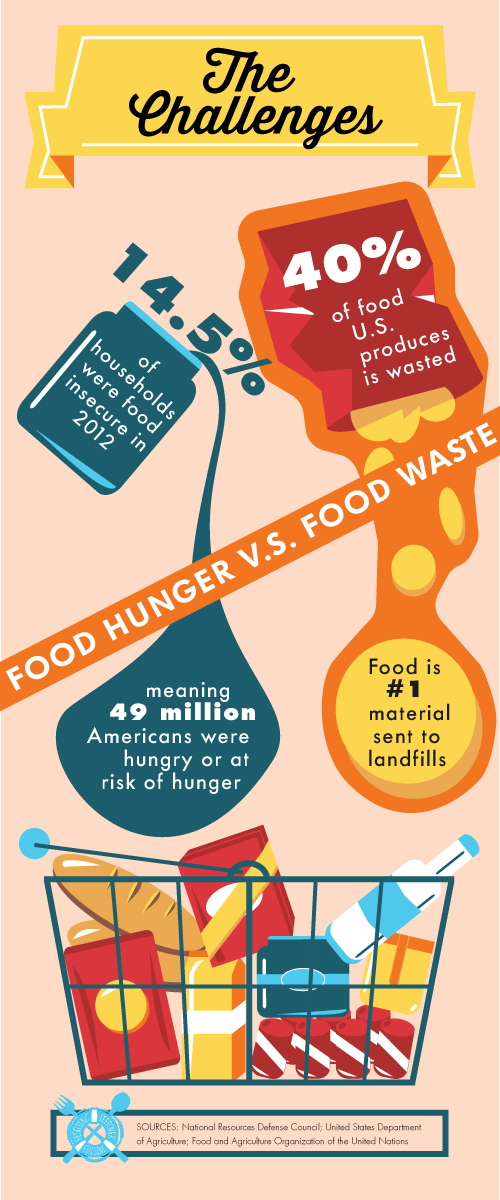 The
Challenges
14.5%
of
households
were food
insecure in
2012
40%
of food
U.S.
produces
is wasted
FOOD HUNGER V.S. FOOD WASTE
meaning
49 million
Americans were
hungry or at
risk of hunger
Food is
#1
material
sent to
landfills
SOURCES: National Resources Defense Council; United States Department
of Agriculture; Food and Agriculture Organization of the United Nations